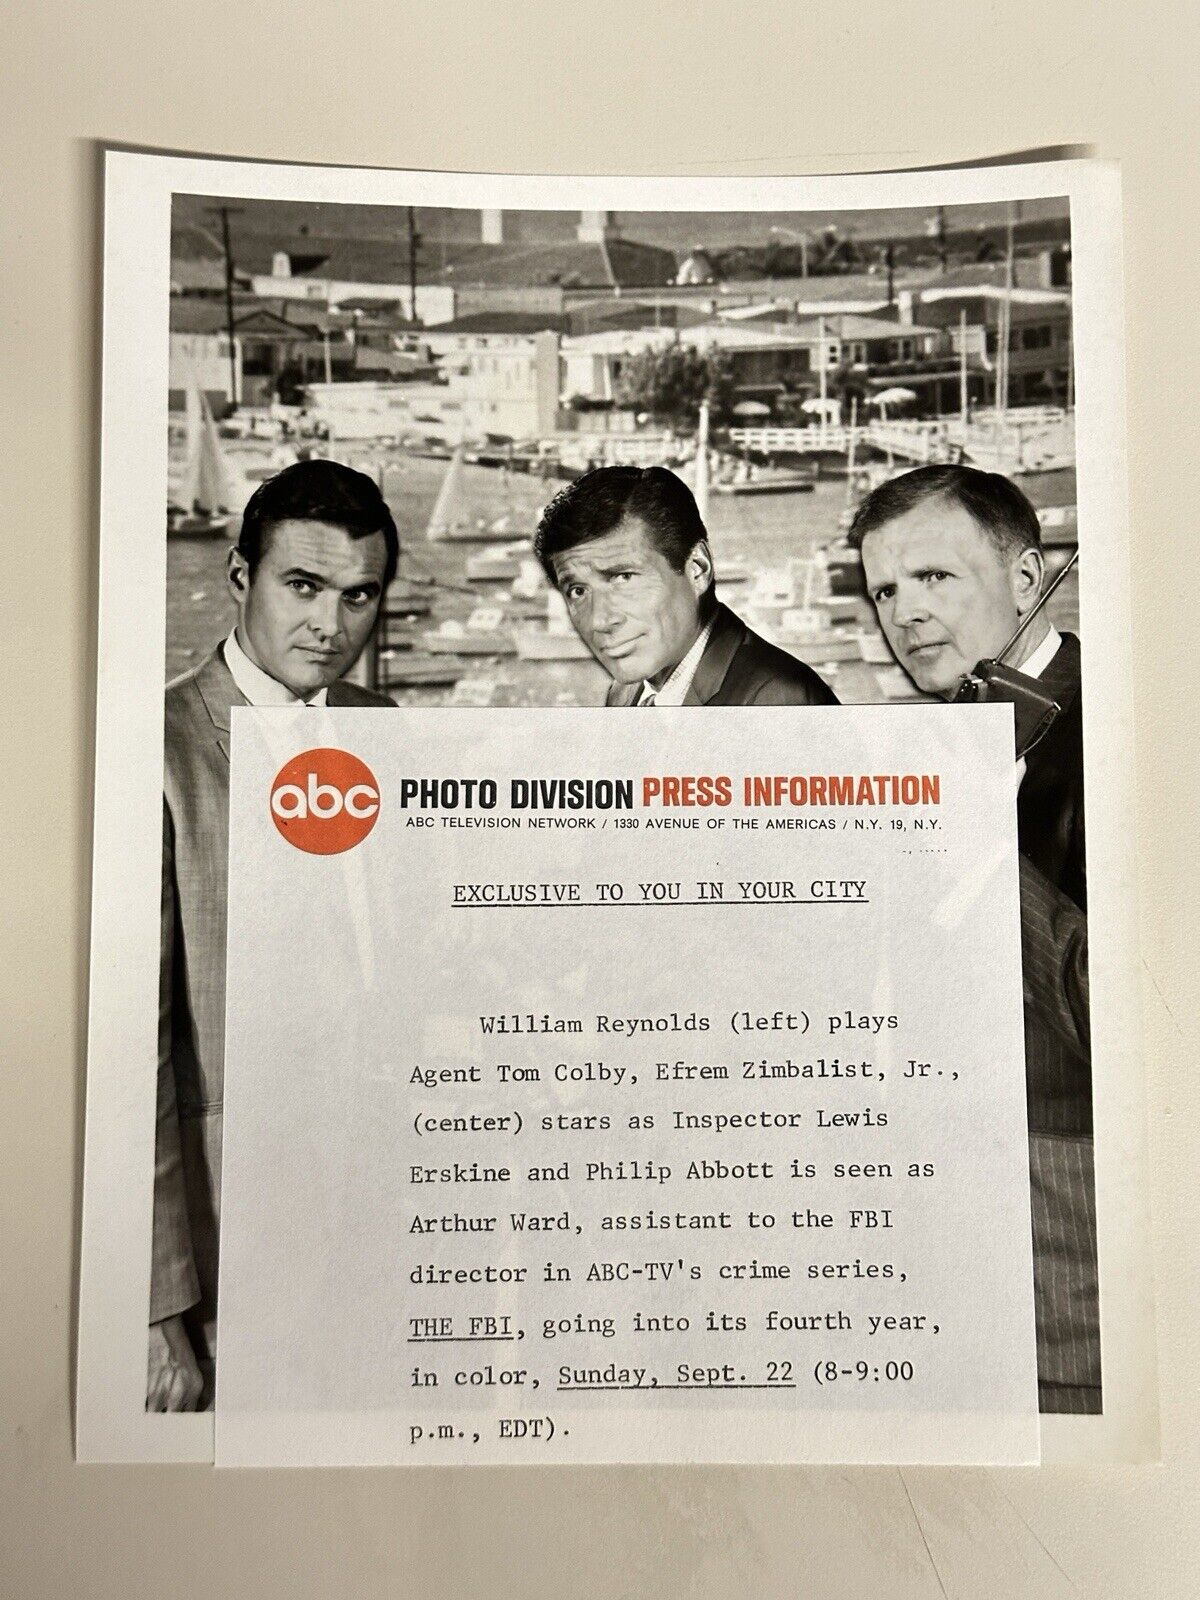 abc PHOTO DIVISION PRESS INFORMATION
ABC TELEVISION NETWORK / 1330 AVENUE OF THE AMERICAS / N.Y. 19, N.Y.
EXCLUSIVE TO YOU IN YOUR CITY
William Reynolds (left) plays
Agent Tom Colby, Efrem Zimbalist, Jr.,
(center) stars as Inspector Lewis
Erskine and Philip Abbott is seen as
Arthur Ward, assistant to the FBI
director in ABC-TV's crime series,
THE FBI, going into its fourth year,
in color, Sunday, Sept. 22 (8-9:00
p.m., EDT).